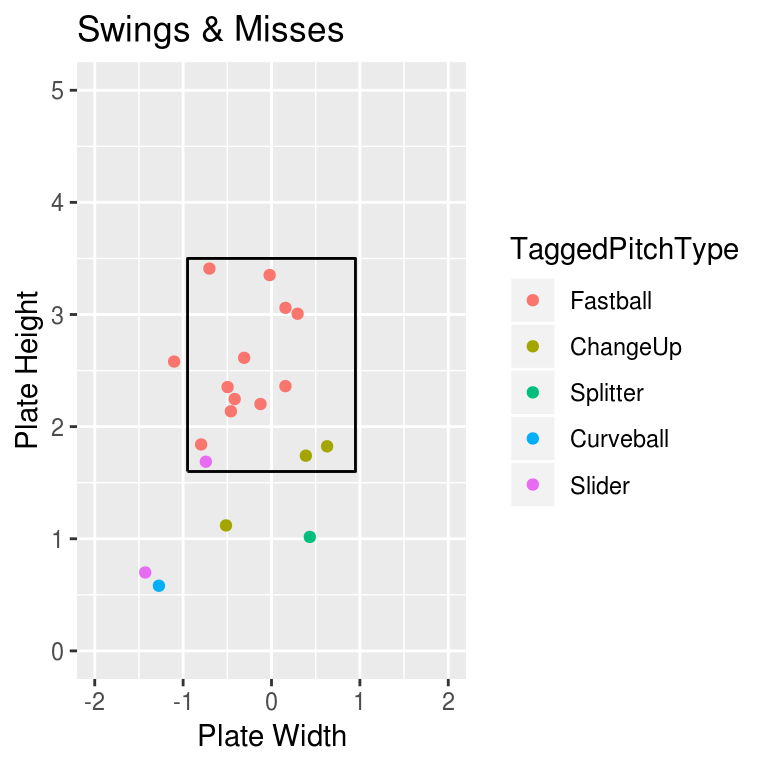 Swings & Misses
Plate Height
5
4
3
2
1
0
-2 -1 0 1 2
Plate Width
TaggedPitchType
Fastball
ChangeUp
Splitter
Curveball
Slider